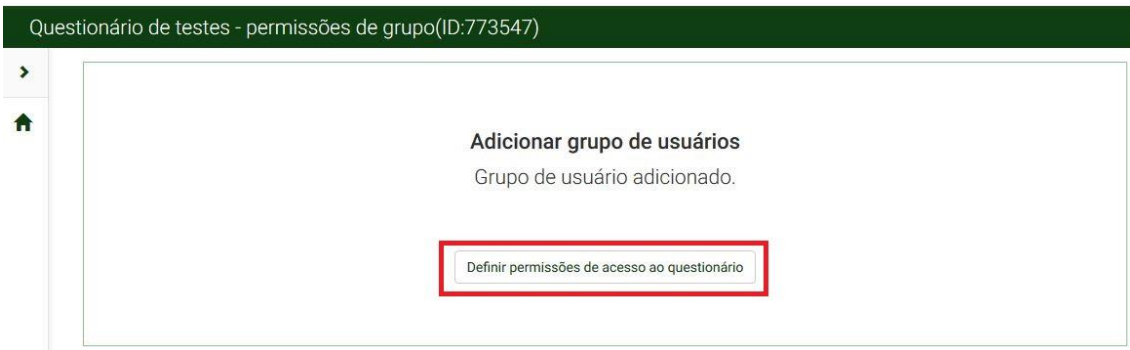 Questionário de testes - permissões de grupo(ID:773547)
Adicionar grupo de usuários
Grupo de usuário adicionado.
Definir permissões de acesso ao questionário